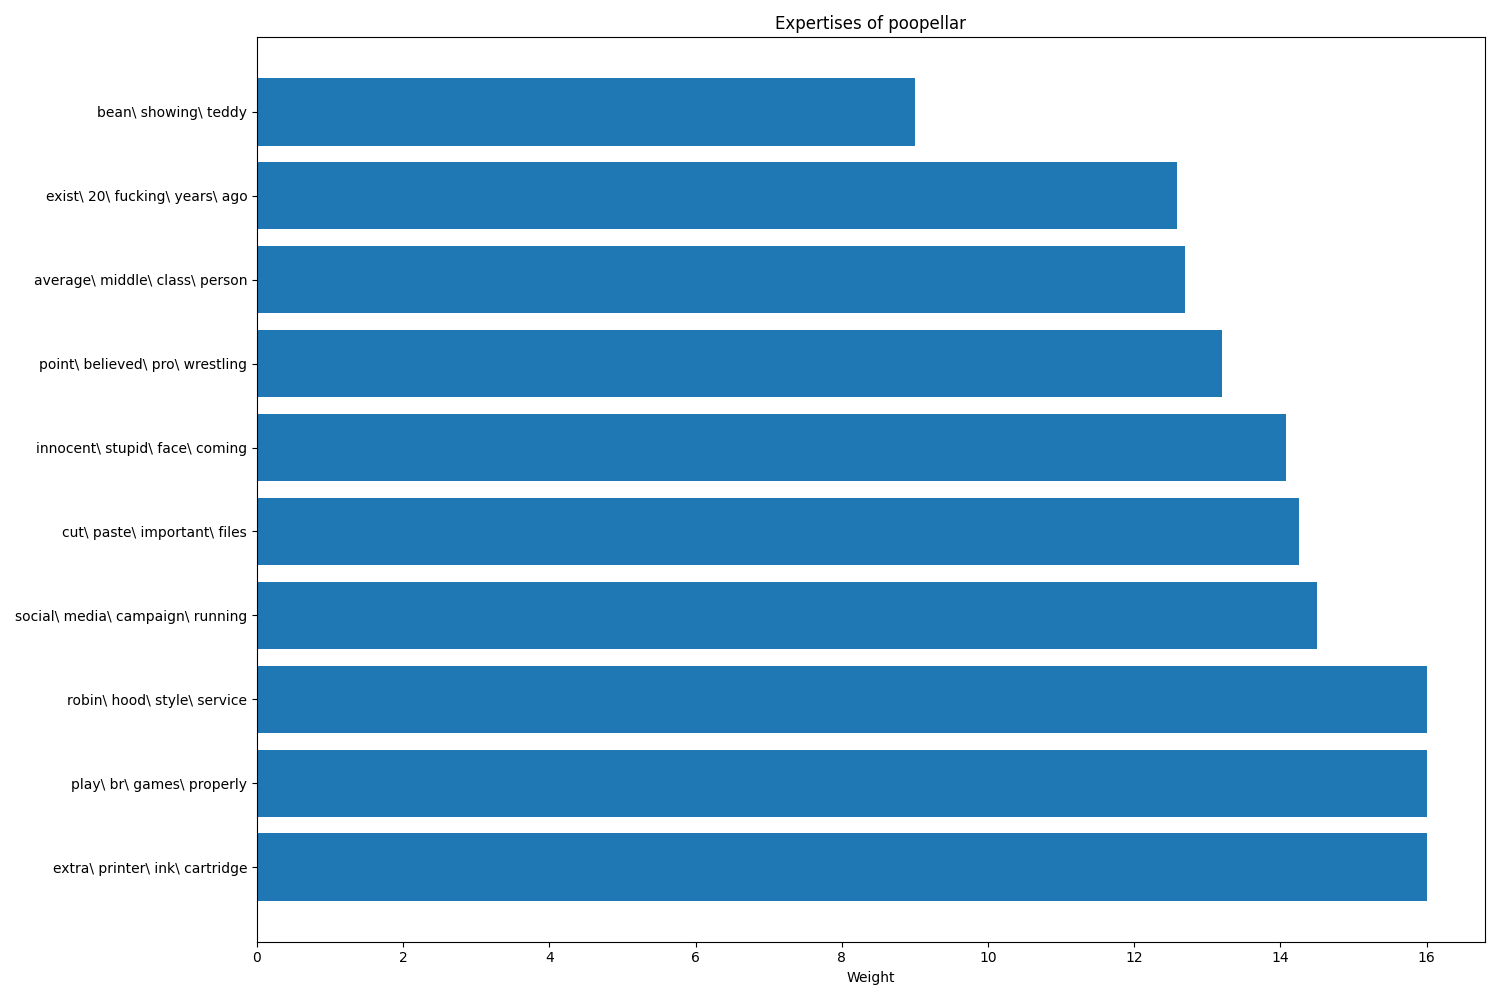 Expertises of poopellar
bean\ showing\ teddy
exist\ 20\ fucking\ years\ ago
average\ middle\ class\ person
point\ believed\ pro\ wrestling
innocent\ stupid\ face\ coming
cut\ paste\ important\ files
social\ media\ campaign\ running
robin\ hood\ style\ service
play\ br\ games\ properly
extra\ printer\ ink\ cartridge
0 2 4 6 8 10 12 14 16
Weight